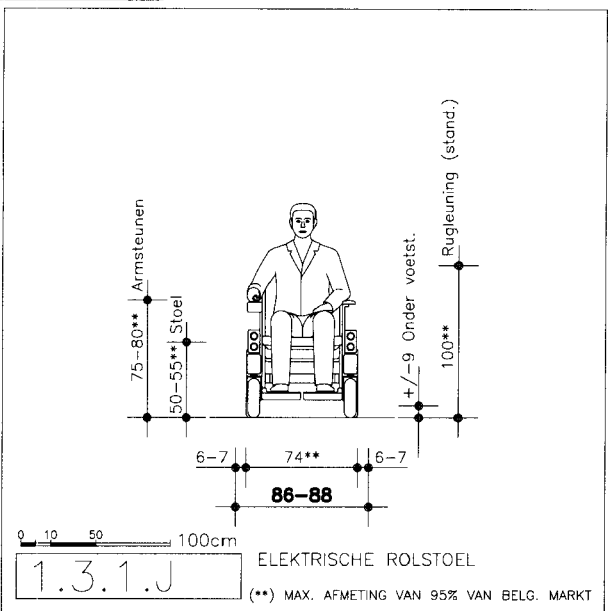 75-80** Armsteunen
50-55** Stoel
+/-9 Onder voetst.
100** Rugleuning (stand.)
6-7 74** 6-7
86-88
0 10 50 100cm
1.3.1.J
ELEKTRISCHE ROLSTOEL
(**) MAX. AFMETING VAN 95% VAN BELG. MARKT